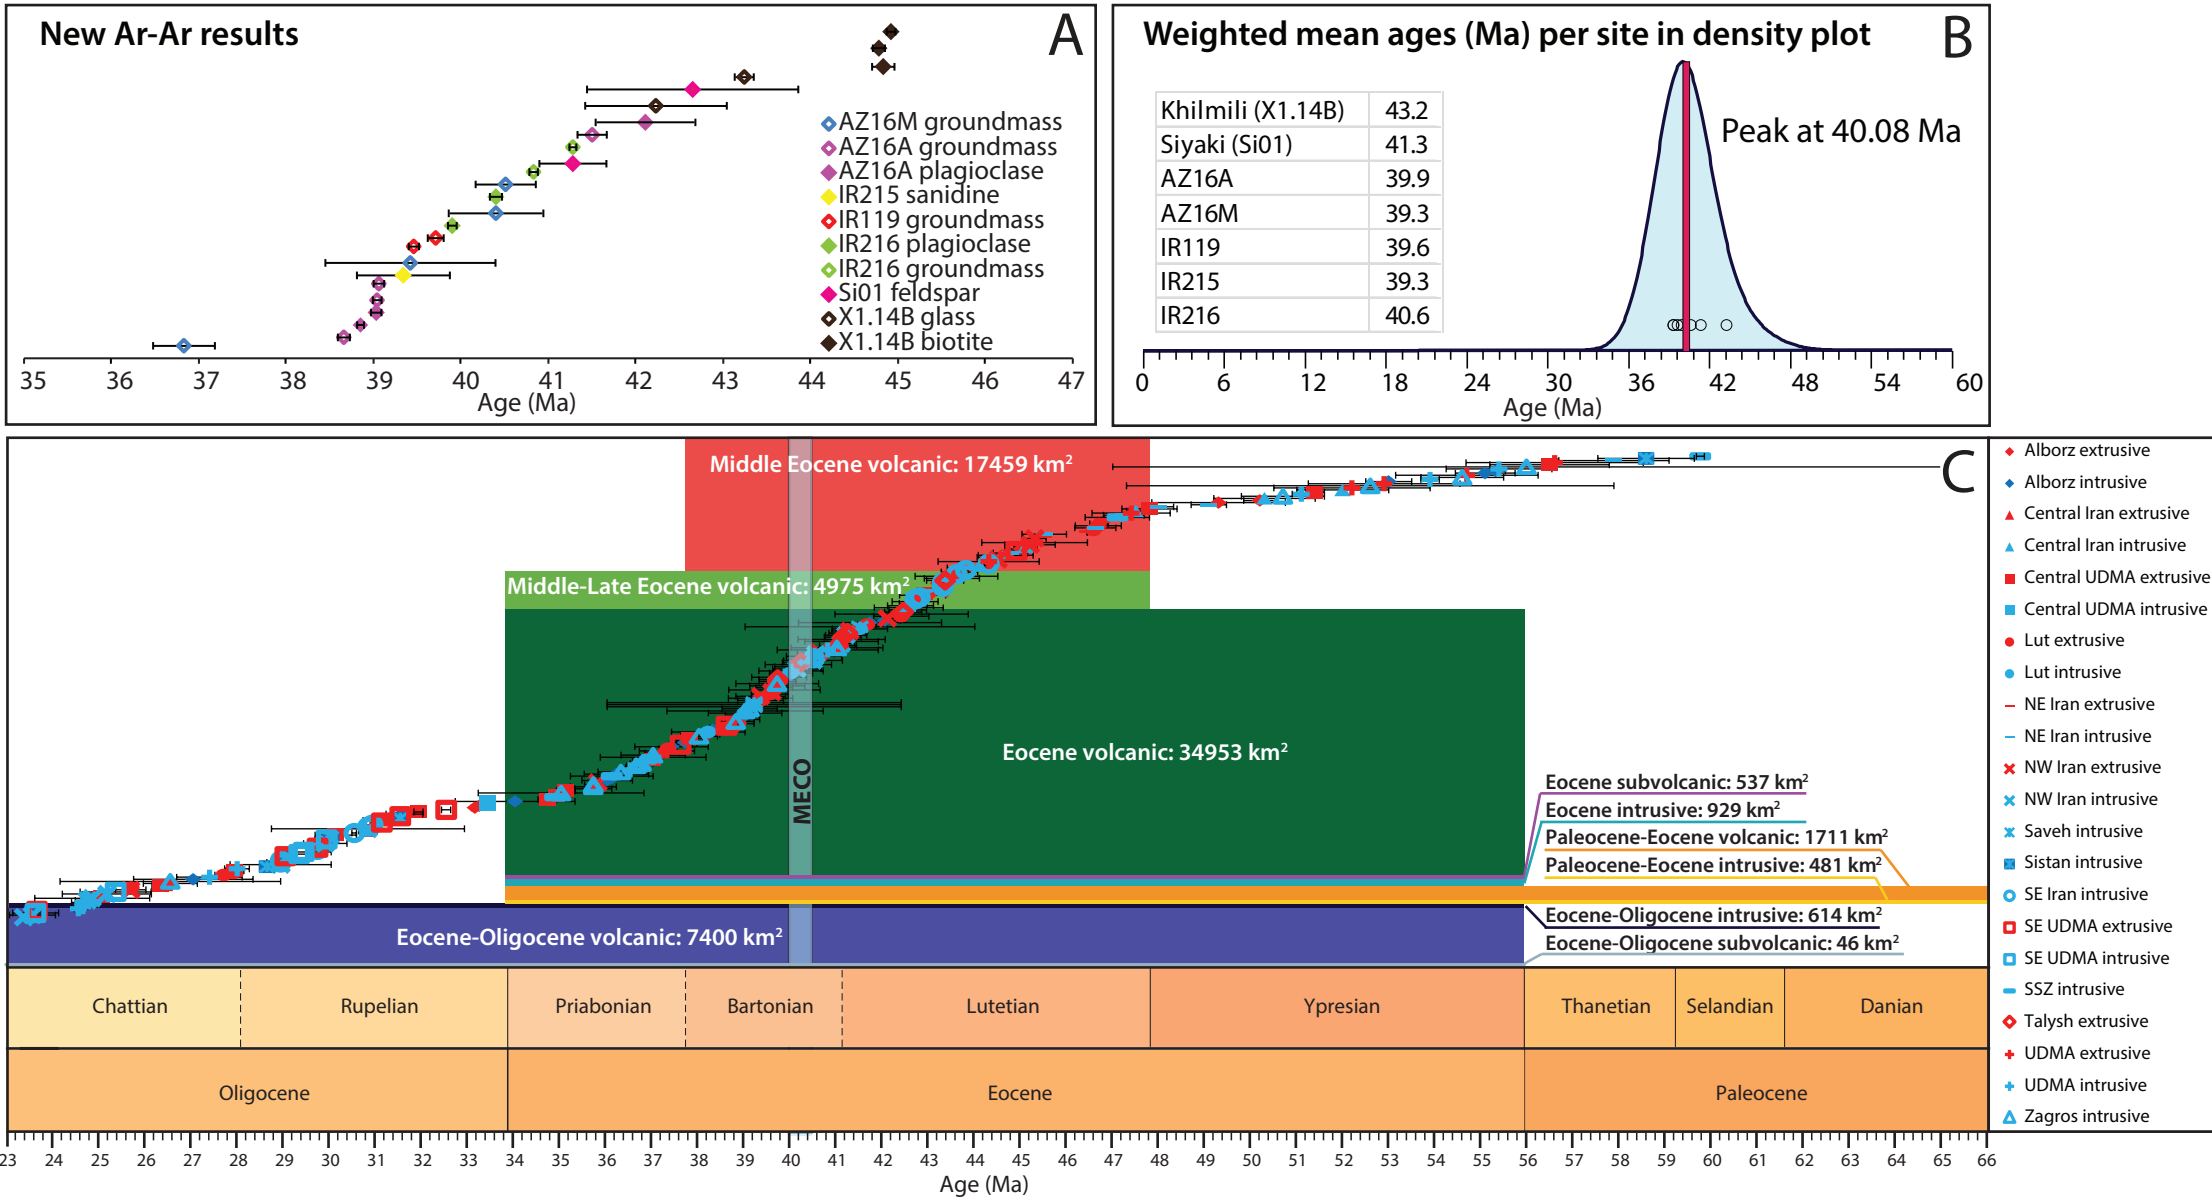 New Ar-Ar results
A
AZ16M groundmass
AZ16A groundmass
AZ16A plagioclase
IR215 sanidine
IR119 groundmass
IR216 plagioclase
IR216 groundmass
Si01 feldspar
X1.14B glass
X1.14B biotite
35 36 37 38 39 40 41 42 43 44 45 46 47
Age (Ma)
Weighted mean ages (Ma) per site in density plot
B
Khilmili (X1.14B) 43.2
Siyaki (Si01) 41.3
AZ16A 39.9
AZ16M 39.3
IR119 39.6
IR215 39.3
IR216 40.6
Peak at 40.08 Ma
0 6 12 18 24 30 36 42 48 54 60
Age (Ma)
C
Middle Eocene volcanic: 17459 km²
Middle-Late Eocene volcanic: 4975 km²
Eocene volcanic: 34953 km²
MECO
Eocene subvolcanic: 537 km²
Eocene intrusive: 929 km²
Paleocene-Eocene volcanic: 1711 km²
Paleocene-Eocene intrusive: 481 km²
Eocene-Oligocene intrusive: 614 km²
Eocene-Oligocene volcanic: 7400 km²
Eocene-Oligocene subvolcanic: 46 km²
Chattian Rupelian Priabonian Bartonian Lutetian Ypresian Thanetian Selandian Danian
Oligocene Eocene Paleocene
23 24 25 26 27 28 29 30 31 32 33 34 35 36 37 38 39 40 41 42 43 44 45 46 47 48 49 50 51 52 53 54 55 56 57 58 59 60 61 62 63 64 65 66
Age (Ma)
Alborz extrusive
Alborz intrusive
Central Iran extrusive
Central Iran intrusive
Central UDMA extrusive
Central UDMA intrusive
Lut extrusive
Lut intrusive
NE Iran extrusive
NE Iran intrusive
NW Iran extrusive
NW Iran intrusive
Saveh intrusive
Sistan intrusive
SE Iran intrusive
SE UDMA extrusive
SE UDMA intrusive
SSZ intrusive
Talysh extrusive
UDMA extrusive
UDMA intrusive
Zagros intrusive